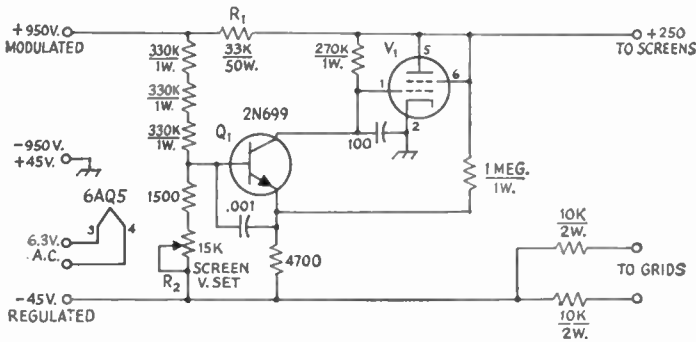 +950V.
MODULATED
R1
33K
50W.
330K
1W.
330K
1W.
330K
1W.
270K
1W.
V1
5
1
6
2
+250
TO SCREENS
2N699
Q1
100
-950V.
+45V.
6AQ5
3
4
6.3V.
A.C.
1500
.001
15K
R2
SCREEN
V. SET
4700
1 MEG.
1W.
10K
2W.
TO GRIDS
10K
2W.
-45V.
REGULATED